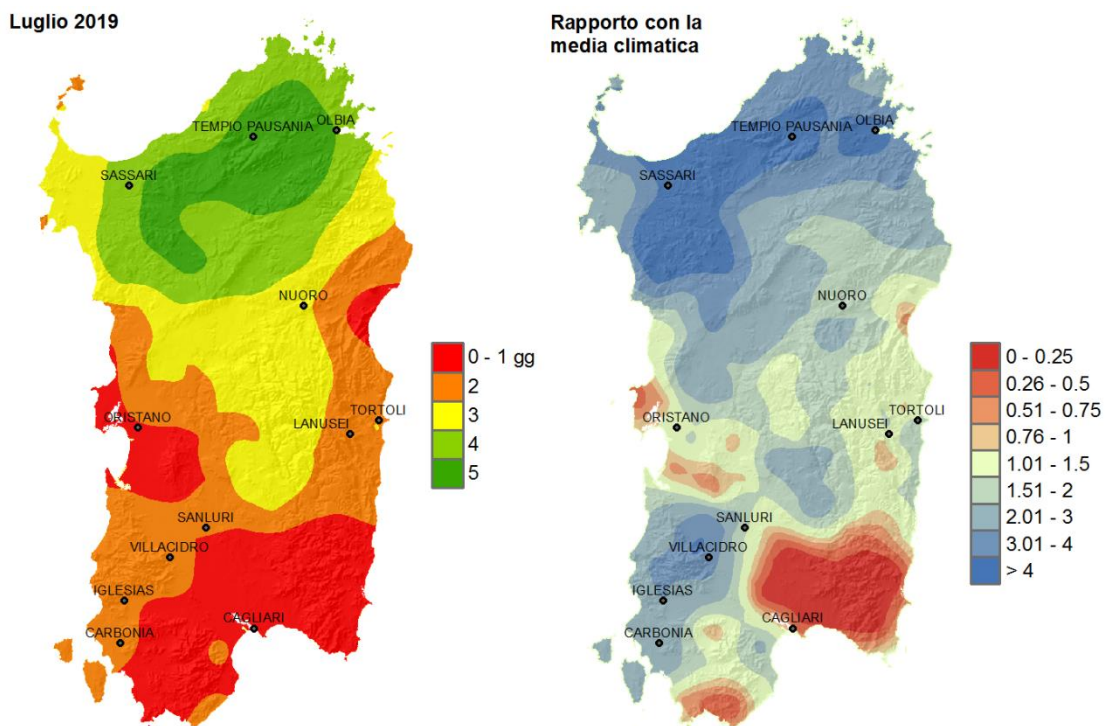 Luglio 2019
TEMPIO PAUSANIA
OLBIA
SASSARI
NUORO
ORISTANO
LANUSEI
TORTOLI
SANLURI
VILLACIDRO
IGLESIAS
CAGLIARI
CARBONIA
0 - 1 gg
2
3
4
5
Rapporto con la
media climatica
TEMPIO PAUSANIA
OLBIA
SASSARI
NUORO
ORISTANO
LANUSEI
TORTOLI
SANLURI
VILLACIDRO
IGLESIAS
CAGLIARI
CARBONIA
0 - 0.25
0.26 - 0.5
0.51 - 0.75
0.76 - 1
1.01 - 1.5
1.51 - 2
2.01 - 3
3.01 - 4
> 4